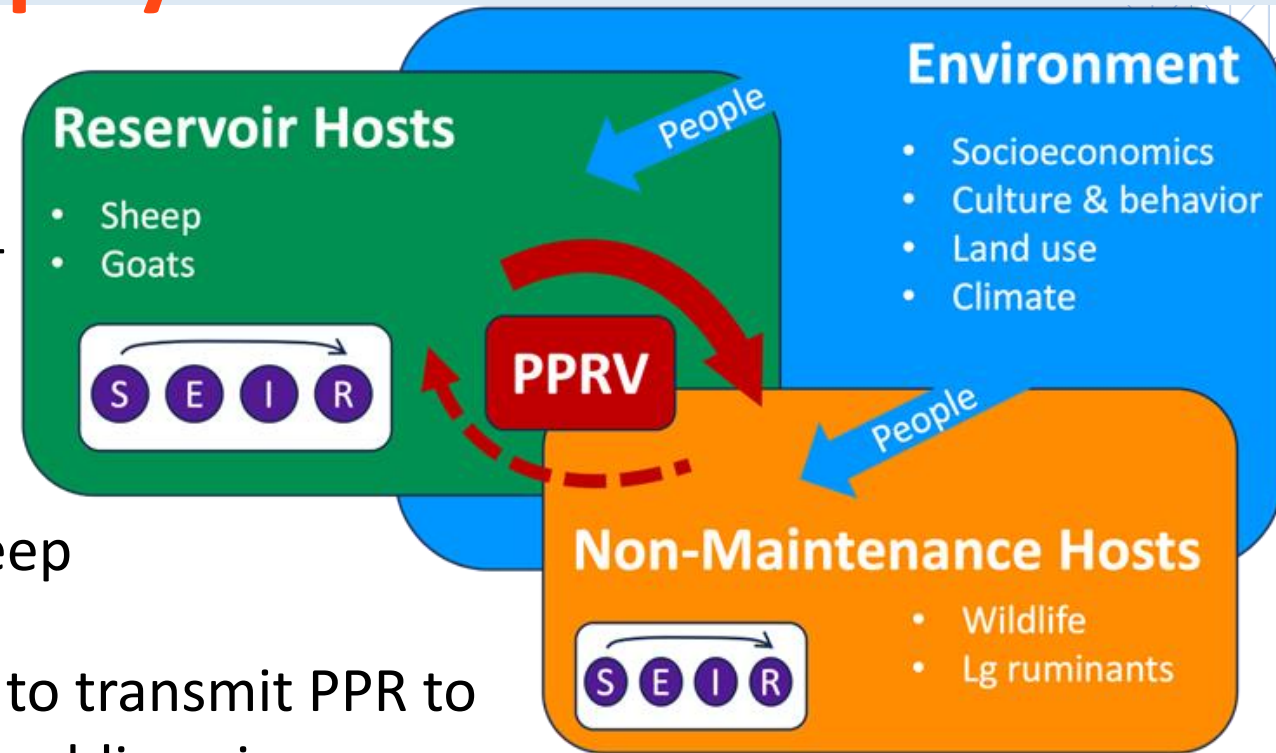 Environment
• Socioeconomics
• Culture & behavior
• Land use
• Climate
People
Reservoir Hosts
• Sheep
• Goats
S E I R
PPRV
People
Non-Maintenance Hosts
• Wildlife
• Lg ruminants
S E I R
to transmit PPR to